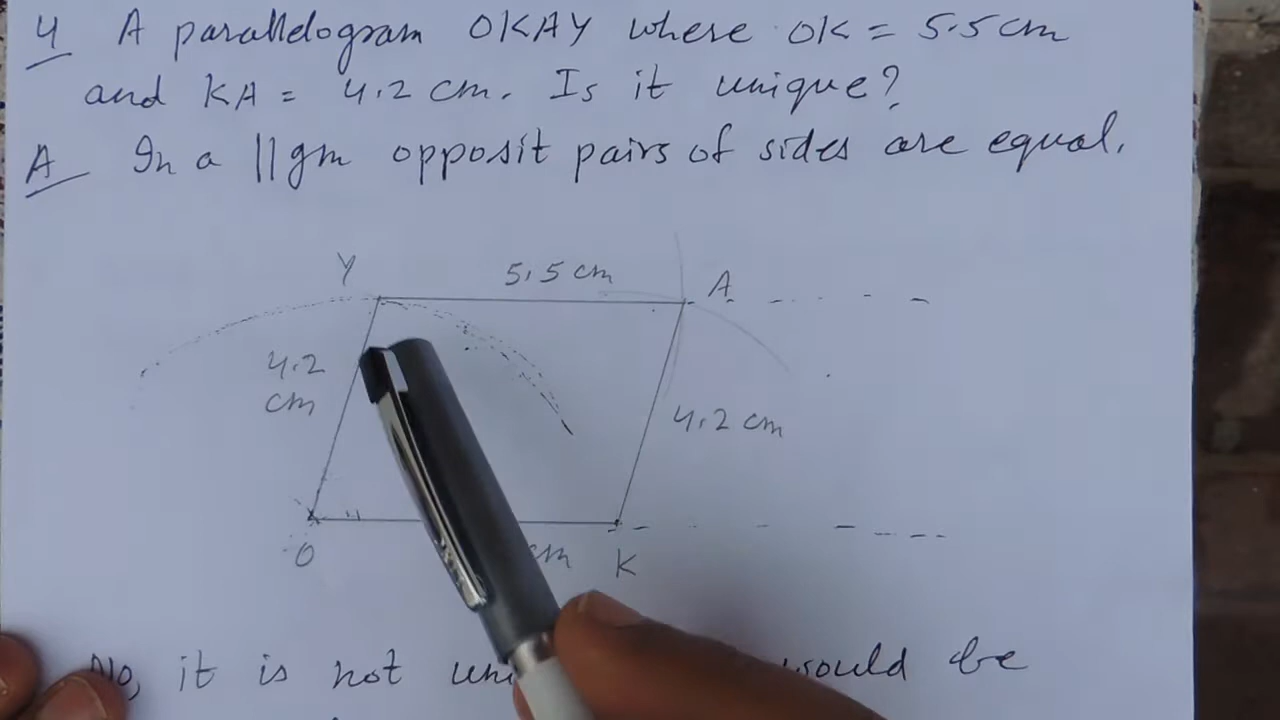 4 A parallelogram OKAY where OK = 5.5 cm
and KA = 4.2 cm. Is it unique?
A In a ||gm opposit pairs of sides are equal.
Y 5.5 cm A
4.2
cm
4.2 cm
O cm K
No, it is not would be